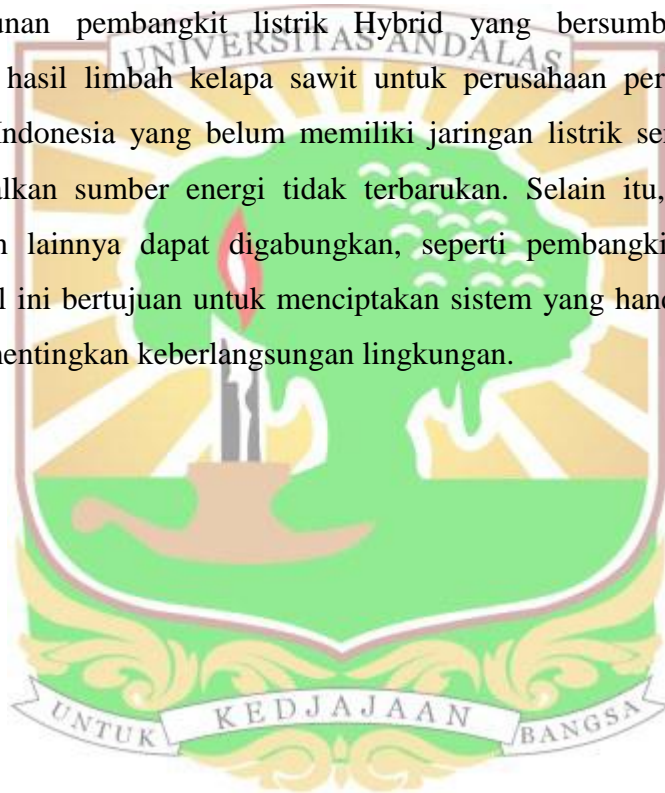 unan pembangkit listrik Hybrid yang bersumb
UNIVERSITAS ANDALAS
hasil limbah kelapa sawit untuk perusahaan per
Indonesia yang belum memiliki jaringan listrik se
alkan sumber energi tidak terbarukan. Selain itu,
n lainnya dapat digabungkan, seperti pembangki
l ini bertujuan untuk menciptakan sistem yang hand
mentingkan keberlangsungan lingkungan.
UNTUK KEDJAJAAN BANGSA